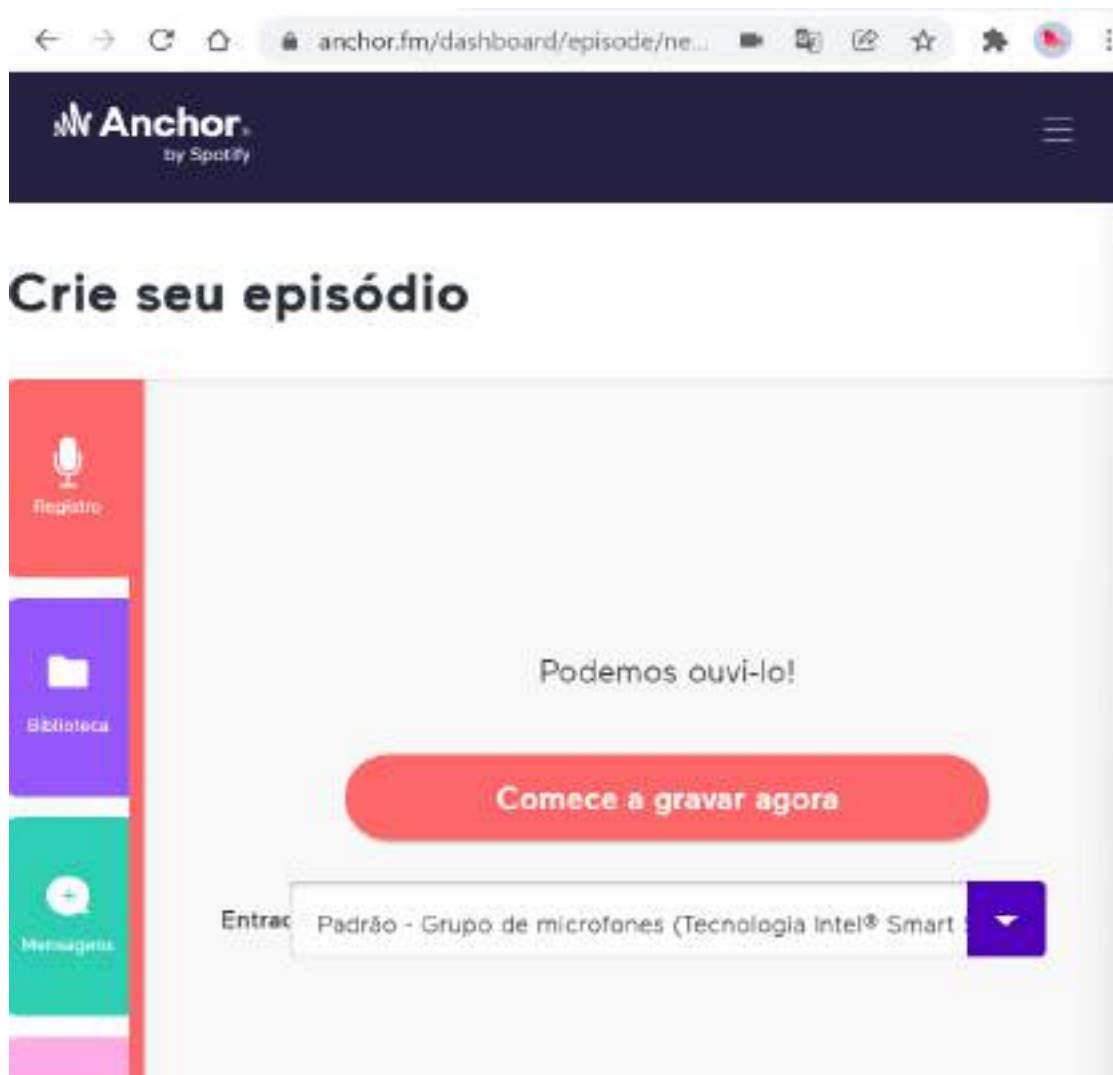 anchor.fm/dashboard/episode/ne...
Anchor
by Spotify
Crie seu episódio
Registro
Biblioteca
Mensagens
Podemos ouvi-lo!
Comece a gravar agora
Entrac Padrão - Grupo de microfones (Tecnologia Intel® Smart